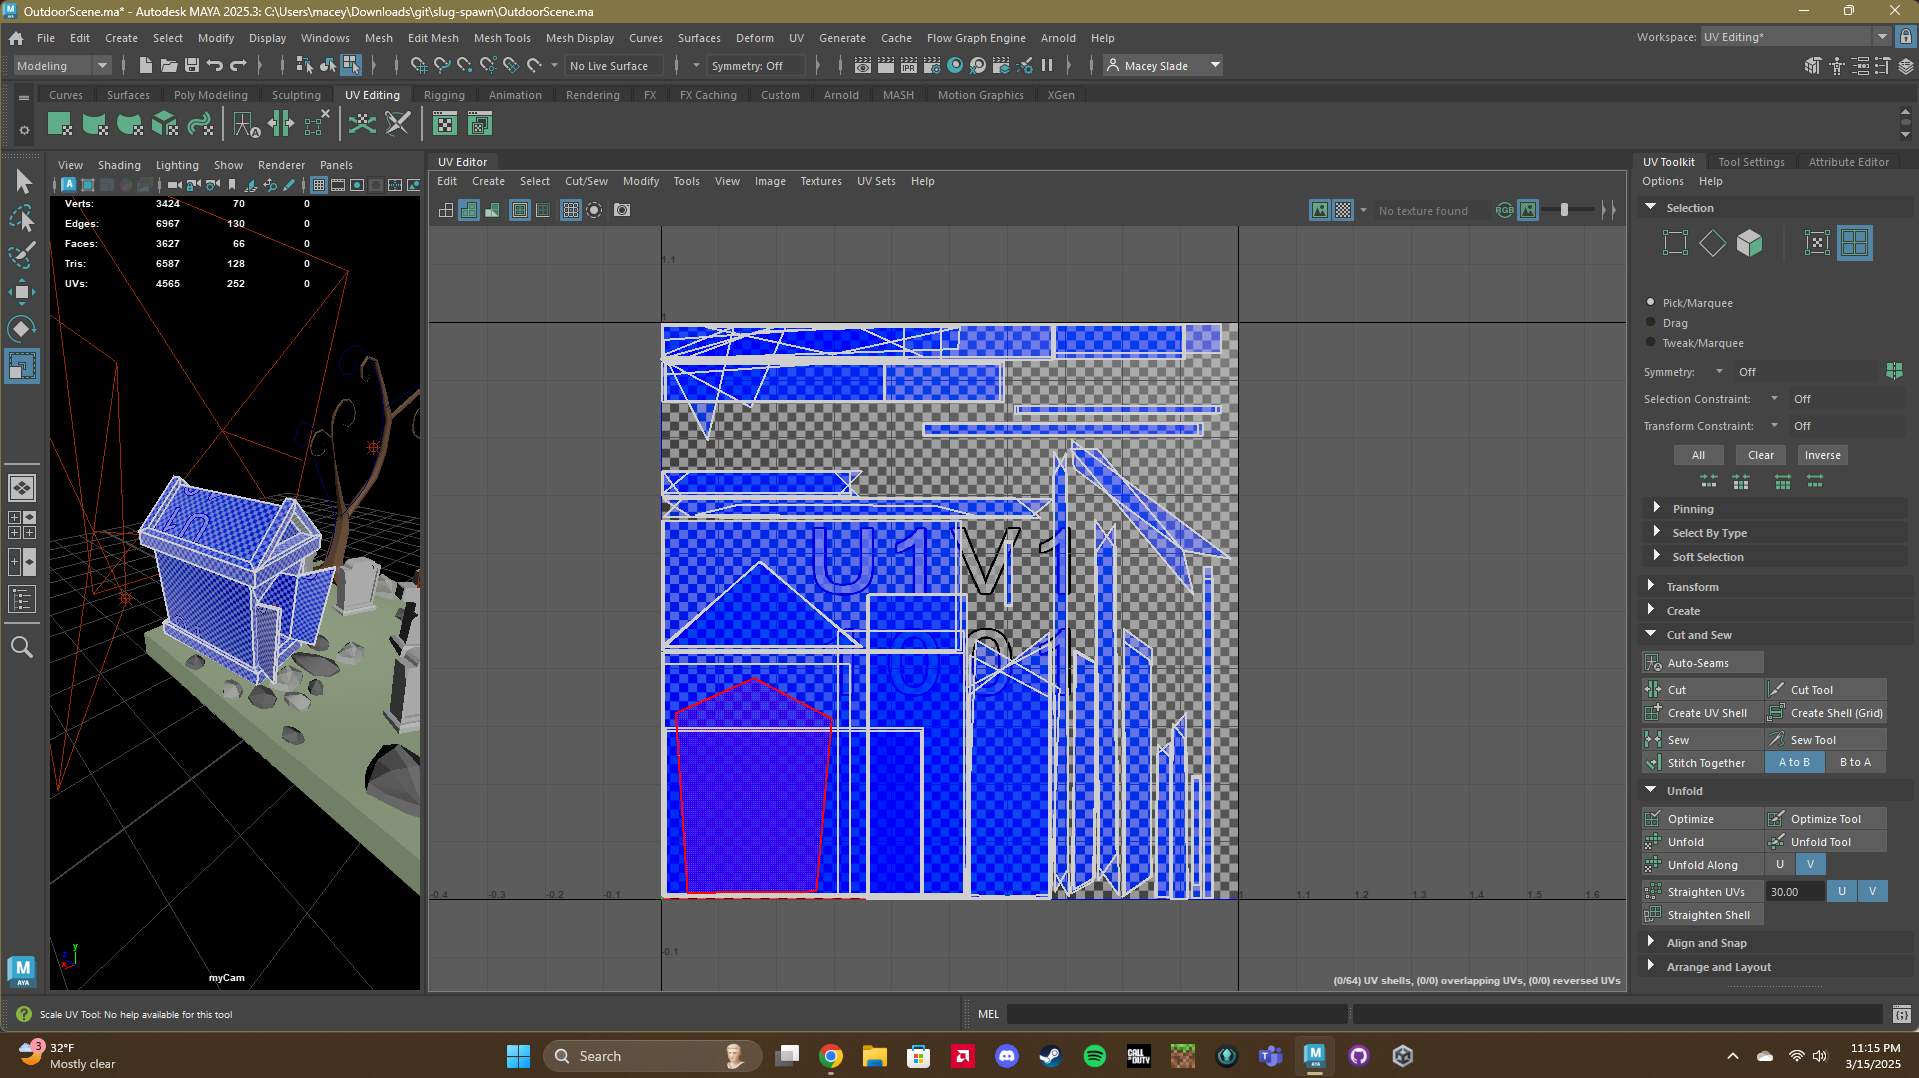 OutdoorScene.ma* - Autodesk MAYA 2025.3: C:\Users\macey\Downloads\git\slug-spawn\OutdoorScene.ma
File Edit Create Select Modify Display Windows Mesh Edit Mesh Mesh Tools Mesh Display Curves Surfaces Deform UV Generate Cache Flow Graph Engine Arnold Help
Workspace: UV Editing*
Modeling No Live Surface Symmetry: Off Macey Slade
IPR
Curves Surfaces Poly Modeling Sculpting UV Editing Rigging Animation Rendering FX FX Caching Custom Arnold MASH Motion Graphics XGen
View Shading Lighting Show Renderer Panels
Verts: 3424 70 0
Edges: 6967 130 0
Faces: 3627 66 0
Tris: 6587 128 0
UVs: 4565 252 0
myCam
UV Editor
Edit Create Select Cut/Sew Modify Tools View Image Textures UV Sets Help
No texture found
RGB
1.1
1
U1V1
1001
-0.4 -0.3 -0.2 -0.1 1 1.1 1.2 1.3 1.4 1.5 1.6
-0.1
(0/64) UV shells, (0/0) overlapping UVs, (0/0) reversed UVs
UV Toolkit Tool Settings Attribute Editor
Options Help
Selection
Pick/Marquee
Drag
Tweak/Marquee
Symmetry: Off
Selection Constraint: Off
Transform Constraint: Off
All Clear Inverse
Pinning
Select By Type
Soft Selection
Transform
Create
Cut and Sew
Auto-Seams
Cut Cut Tool
Create UV Shell Create Shell (Grid)
Sew Sew Tool
Stitch Together A to B B to A
Unfold
Optimize Optimize Tool
Unfold Unfold Tool
Unfold Along U V
Straighten UVs 30.00 U V
Straighten Shell
Align and Snap
Arrange and Layout
Scale UV Tool: No help available for this tool
MEL
3
32°F
Mostly clear
Search
11:15 PM
3/15/2025